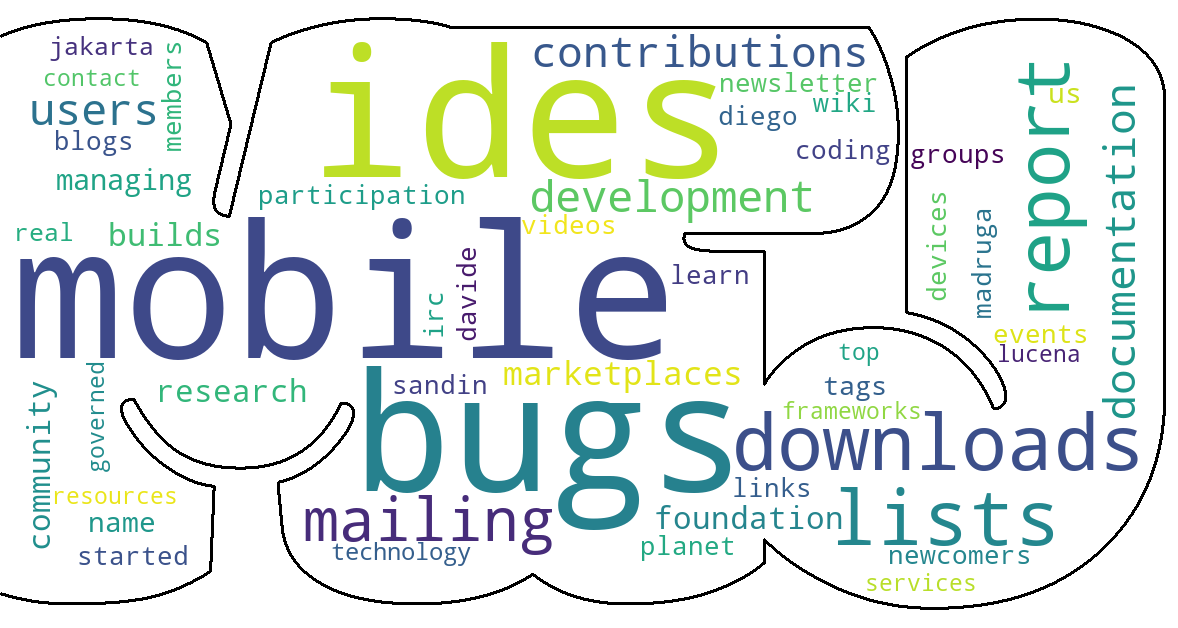 jakarta
contact
users
blogs
members
managing
ides
contributions
newsletter
wiki
diego
coding
participation
development
videos
groups
us
report
documentation
devices
madruga
events
lucena
real
builds
mobile
irc
davide
learn
research
sandin
marketplaces
top
tags
frameworks
community
governed
bugs
downloads
resources
name
started
mailing
technology
links
foundation
planet
lists
newcomers
services